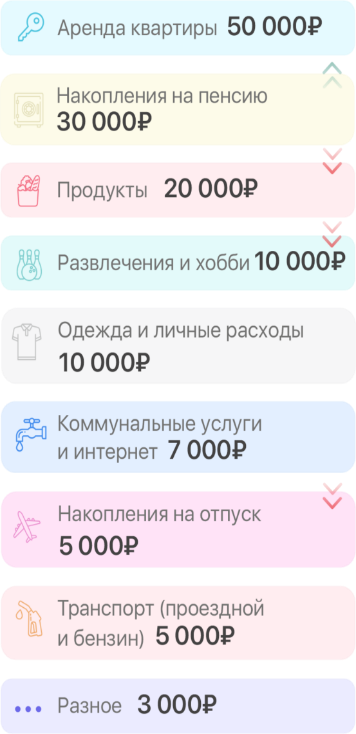 Аренда квартиры 50 000₽
Накопления на пенсию
30 000₽
Продукты 20 000₽
Развлечения и хобби 10 000₽
Одежда и личные расходы
10 000₽
Коммунальные услуги
и интернет 7 000₽
Накопления на отпуск
5 000₽
Транспорт (проездной
и бензин) 5 000₽
Разное 3 000₽